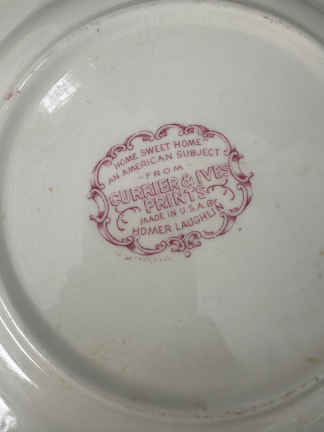 "HOME SWEET HOME"
AN AMERICAN SUBJECT
-FROM-
CURRIER & IVES
PRINTS
MADE IN U.S.A. BY
HOMER LAUGHLIN